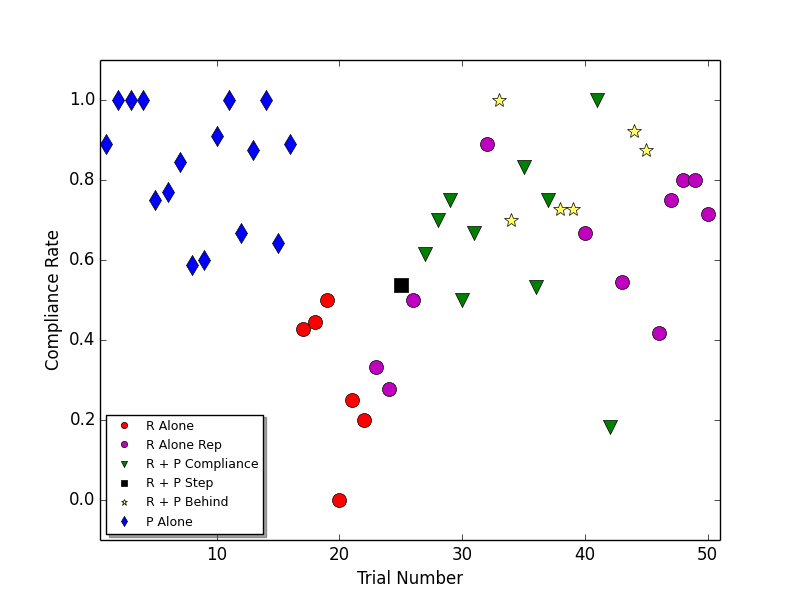 1.0
0.8
0.6
0.4
0.2
0.0
Compliance Rate
R Alone
R Alone Rep
R + P Compliance
R + P Step
R + P Behind
P Alone
10 20 30 40 50
Trial Number